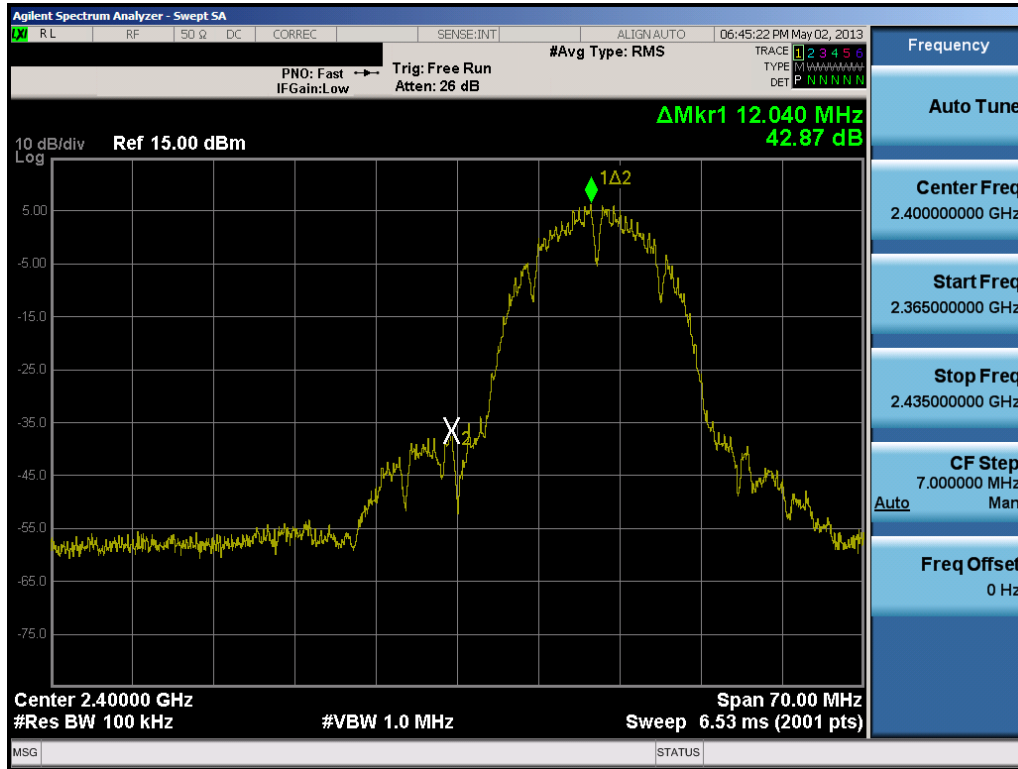 Agilent Spectrum Analyzer - Swept SA
LXI RL RF 50 Ω DC CORREC SENSE:INT ALIGN AUTO 06:45:22 PM May 02, 2013
#Avg Type: RMS
TRACE 1 2 3 4 5 6
TYPE M
DET P N N N N N
PNO: Fast
IFGain:Low
Trig: Free Run
Atten: 26 dB
ΔMkr1 12.040 MHz
42.87 dB
10 dB/div
Log
Ref 15.00 dBm
1Δ2
5.00
-5.00
-15.0
-25.0
-35.0
X2
-45.0
-55.0
-65.0
-75.0
Center 2.40000 GHz
#Res BW 100 kHz
#VBW 1.0 MHz
Span 70.00 MHz
Sweep 6.53 ms (2001 pts)
MSG
STATUS
Frequency
Auto Tune
Center Freq
2.400000000 GHz
Start Freq
2.365000000 GHz
Stop Freq
2.435000000 GHz
CF Step
7.000000 MHz
Auto Man
Freq Offset
0 Hz